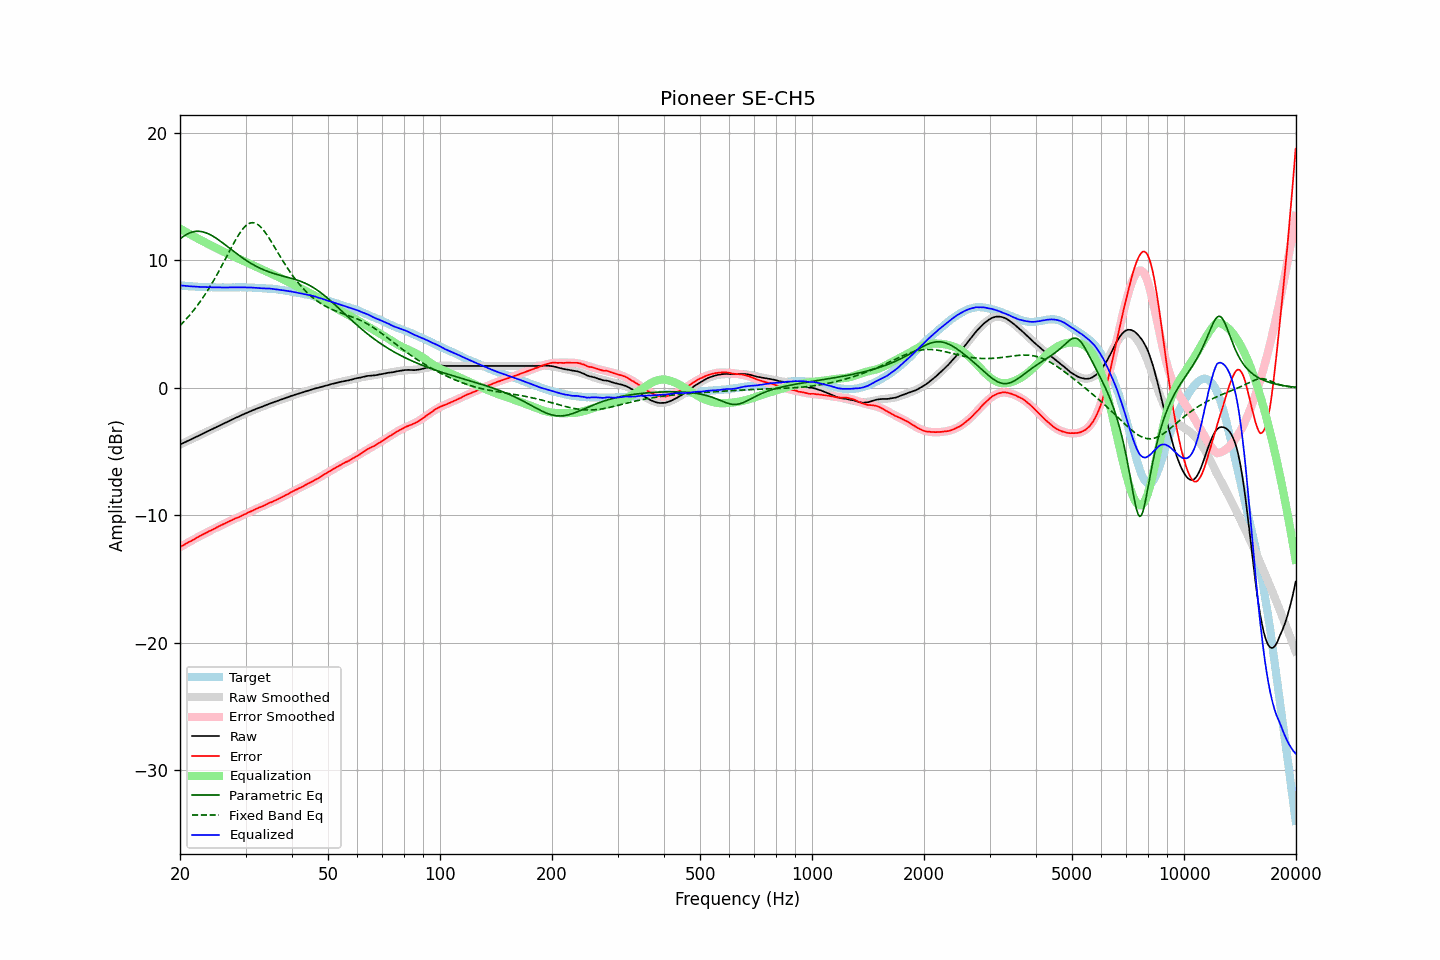 Pioneer SE-CH5
20
10
0
−10
−20
−30
Amplitude (dBr)
Target
Raw Smoothed
Error Smoothed
Raw
Error
Equalization
Parametric Eq
Fixed Band Eq
Equalized
20 50 100 200 500 1000 2000 5000 10000 20000
Frequency (Hz)